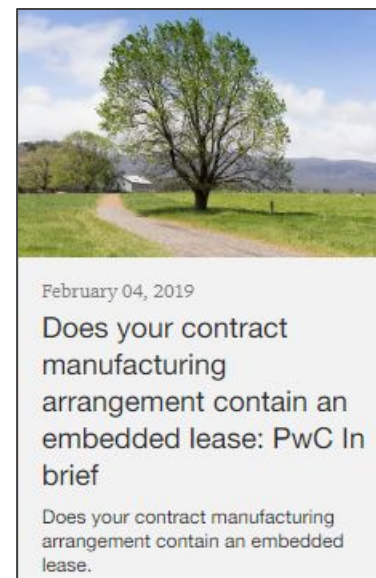 February 04, 2019
Does your contract
manufacturing
arrangement contain an
embedded lease: PwC In
brief
Does your contract manufacturing
arrangement contain an embedded
lease.